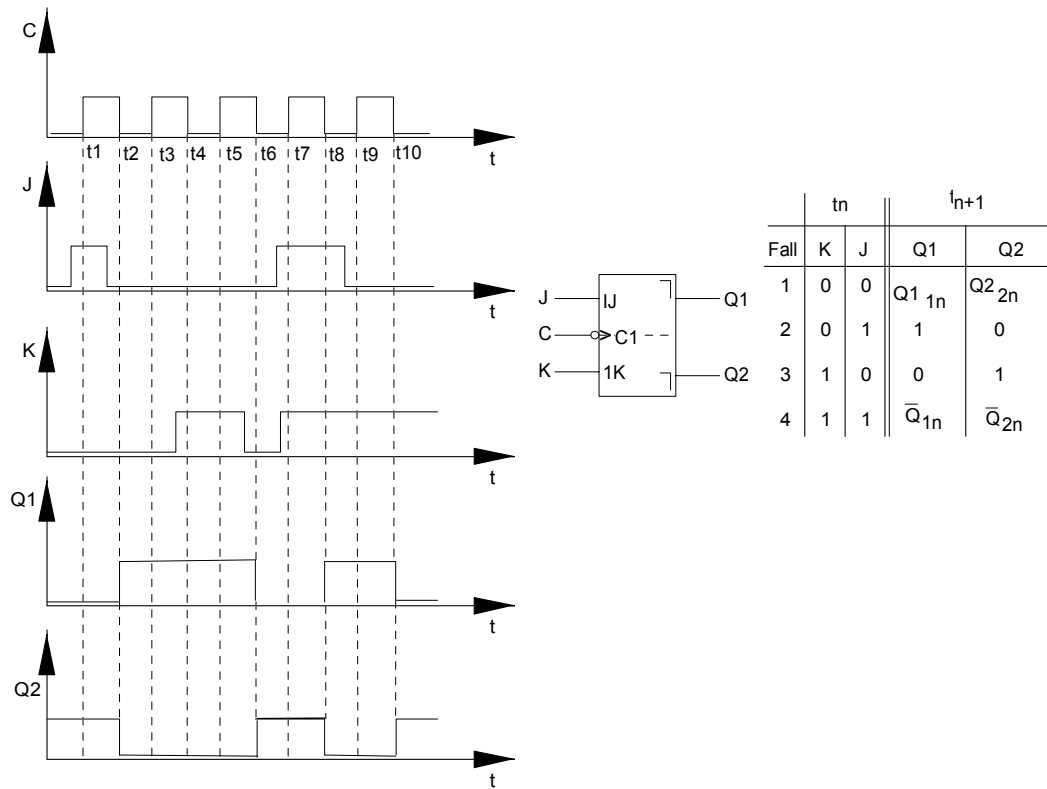 C
t1 t2 t3 t4 t5 t6 t7 t8 t9 t10
t
J
t
K
t
Q1
t
Q2
t
J IJ Q1
C C1
K 1K Q2
tn tn+1
Fall K J Q1 Q2
1 0 0 Q1 1n Q2 2n
2 0 1 1 0
3 1 0 0 1
4 1 1 Q̅1n Q̅2n